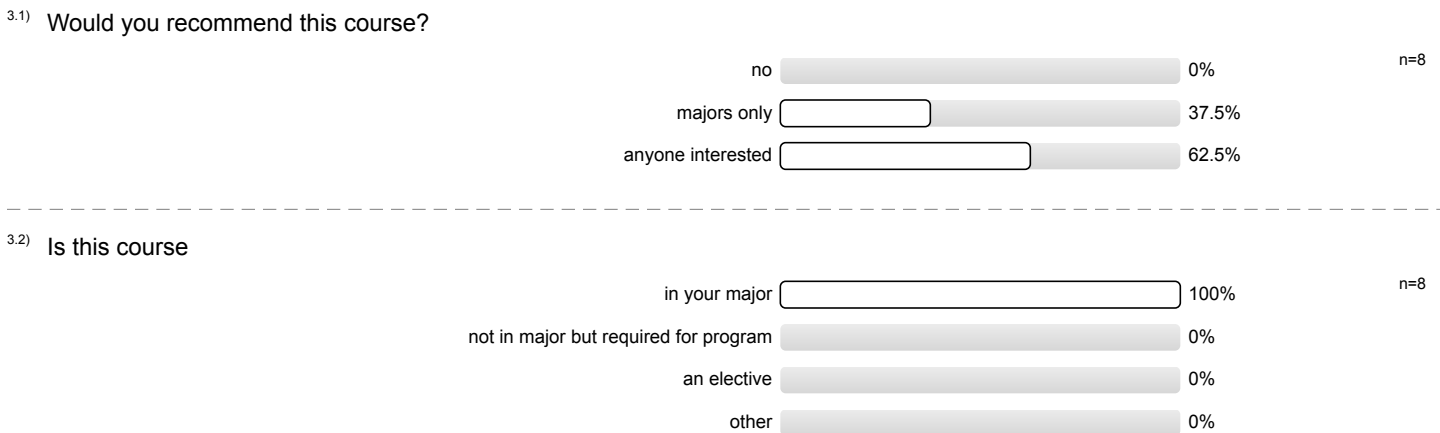 3.1) Would you recommend this course?
no 0% n=8
majors only 37.5%
anyone interested 62.5%
3.2) Is this course
in your major 100% n=8
not in major but required for program 0%
an elective 0%
other 0%